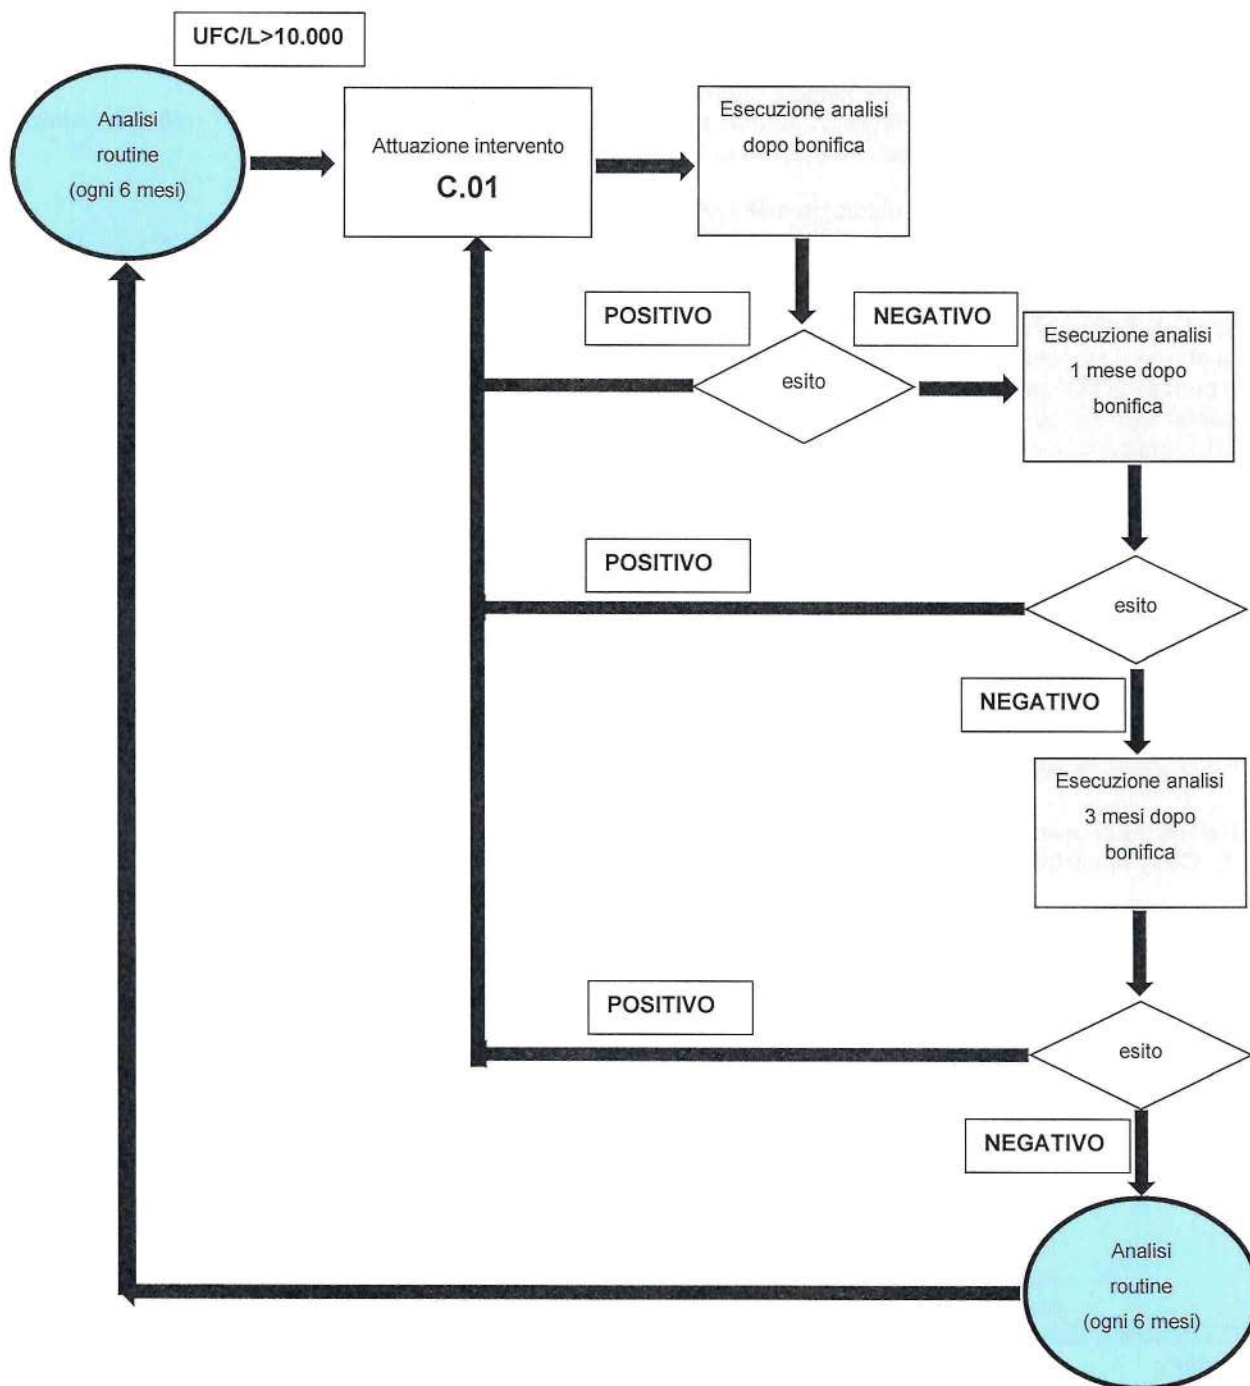 UFC/L>10.000
Analisi
routine
(ogni 6 mesi)
Attuazione intervento
C.01
Esecuzione analisi
dopo bonifica
POSITIVO
NEGATIVO
esito
Esecuzione analisi
1 mese dopo
bonifica
POSITIVO
esito
NEGATIVO
Esecuzione analisi
3 mesi dopo
bonifica
POSITIVO
esito
NEGATIVO
Analisi
routine
(ogni 6 mesi)